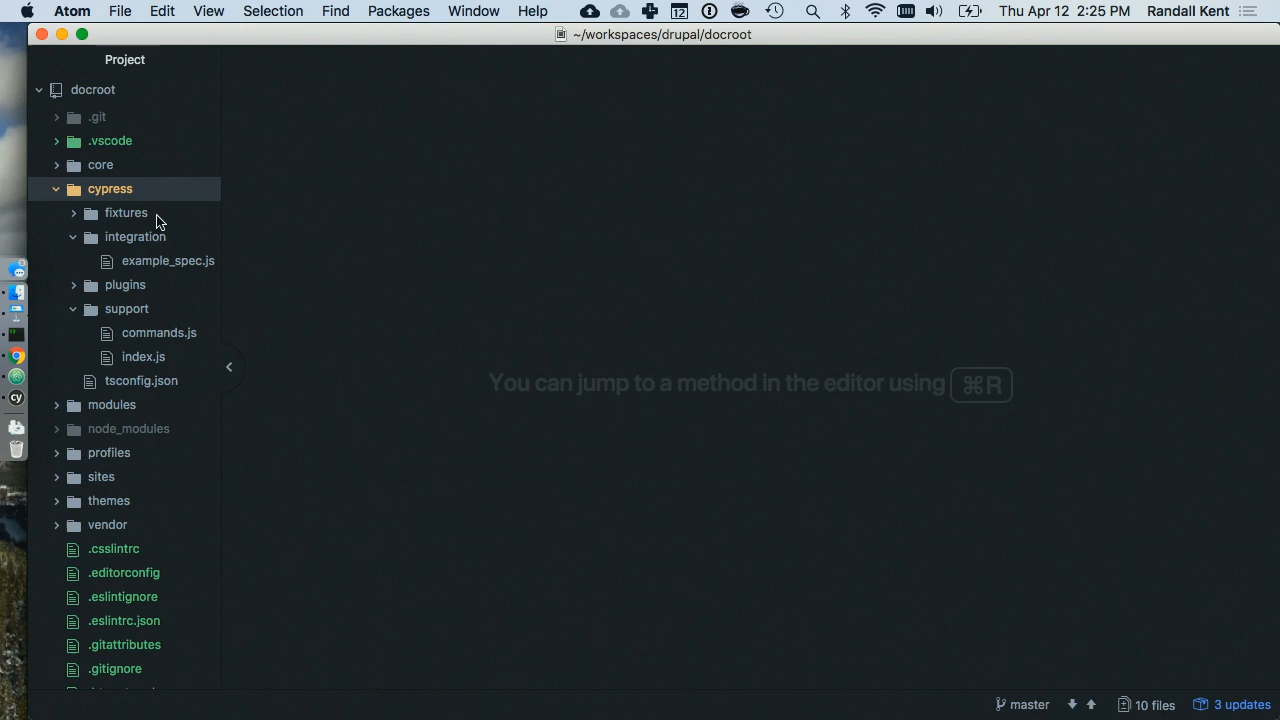 Atom File Edit View Selection Find Packages Window Help 12 Thu Apr 12 2:25 PM Randall Kent
~/workspaces/drupal/docroot
Project
docroot
.git
.vscode
core
cypress
fixtures
integration
example_spec.js
plugins
support
commands.js
index.js
tsconfig.json
You can jump to a method in the editor using ⌘R
cy
modules
node_modules
profiles
sites
themes
vendor
.csslintrc
.editorconfig
.eslintignore
.eslintrc.json
.gitattributes
.gitignore
master 10 files 3 updates